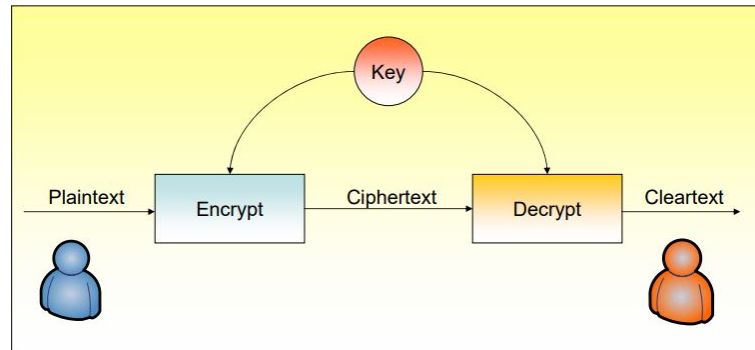 Key
Plaintext
Encrypt
Ciphertext
Decrypt
Cleartext